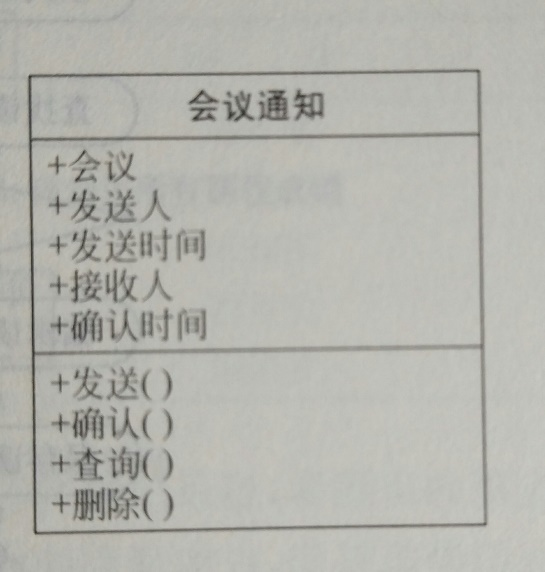 会议通知
+会议
+发送人
+发送时间
+接收人
+确认时间
+发送()
+确认()
+查询()
+删除()